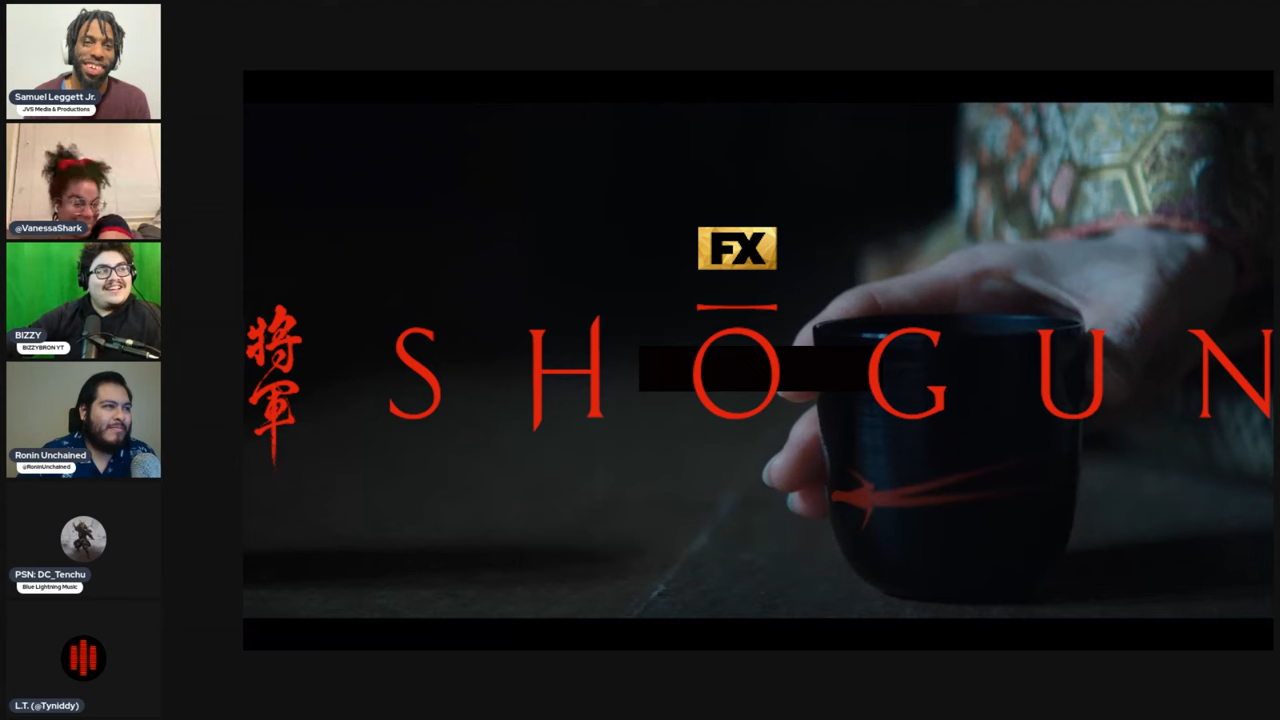 Samuel Leggett Jr.
JVS Media & Productions
@VanessaShark
BIZZY
BIZZYBRON YT
Ronin Unchained
@RoninUnchained
PSN: DC_Tenchu
Blue Lightning Music
L.T. (@Tyniddy)
FX
將軍
SHŌGUN